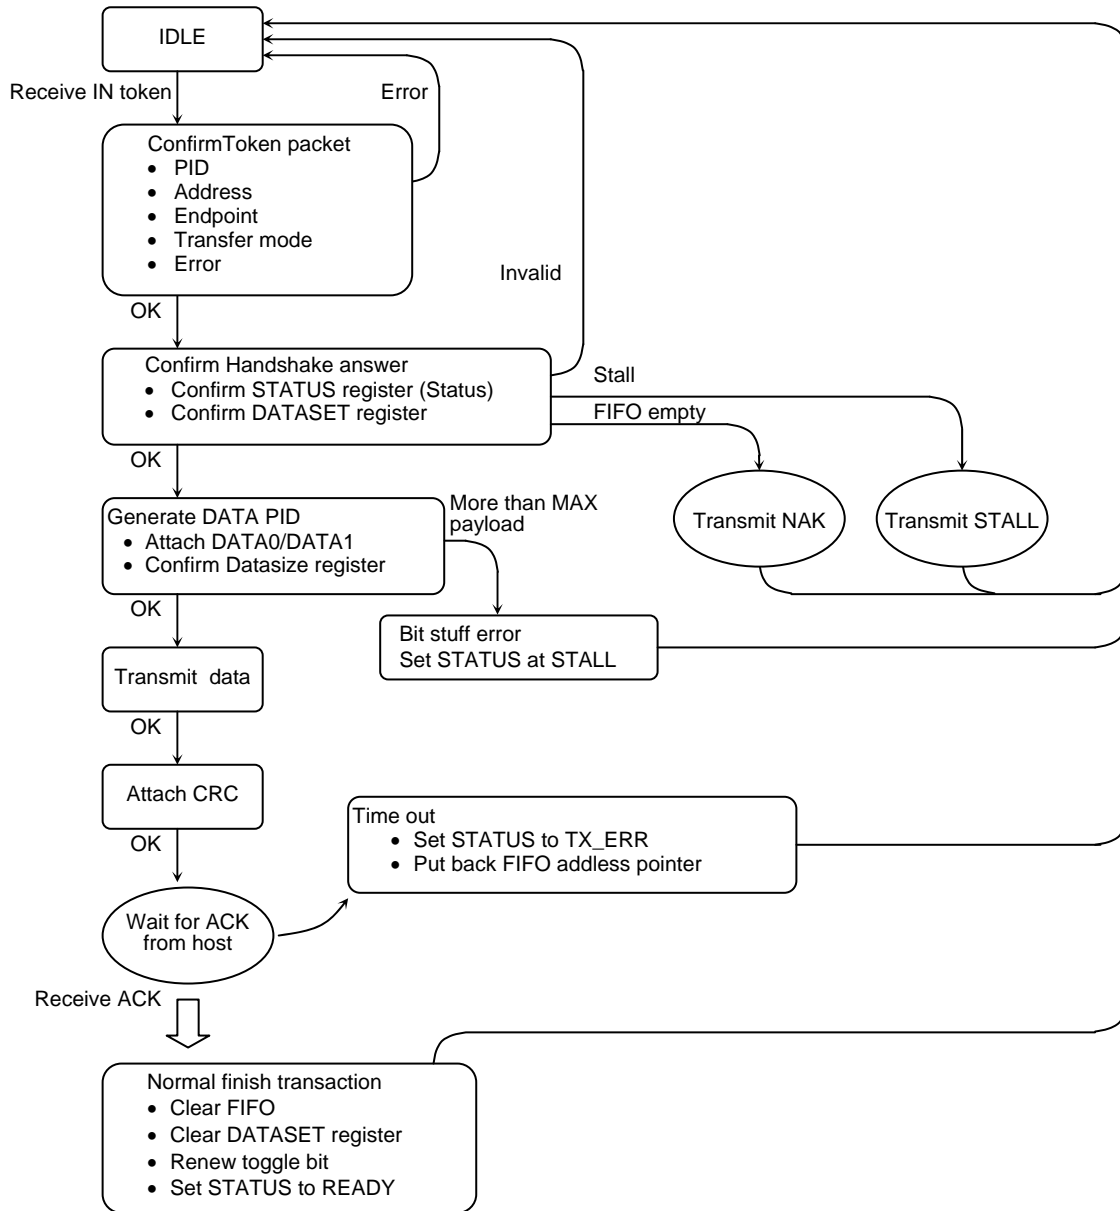 IDLE
Receive IN token
Error
ConfirmToken packet
• PID
• Address
• Endpoint
• Transfer mode
• Error
Invalid
OK
Confirm Handshake answer
• Confirm STATUS register (Status)
• Confirm DATASET register
Stall
FIFO empty
OK
Generate DATA PID
• Attach DATA0/DATA1
• Confirm Datasize register
More than MAX
payload
Transmit NAK
Transmit STALL
OK
Bit stuff error
Set STATUS at STALL
Transmit data
OK
Attach CRC
OK
Time out
• Set STATUS to TX_ERR
• Put back FIFO addless pointer
Wait for ACK
from host
Receive ACK
Normal finish transaction
• Clear FIFO
• Clear DATASET register
• Renew toggle bit
• Set STATUS to READY